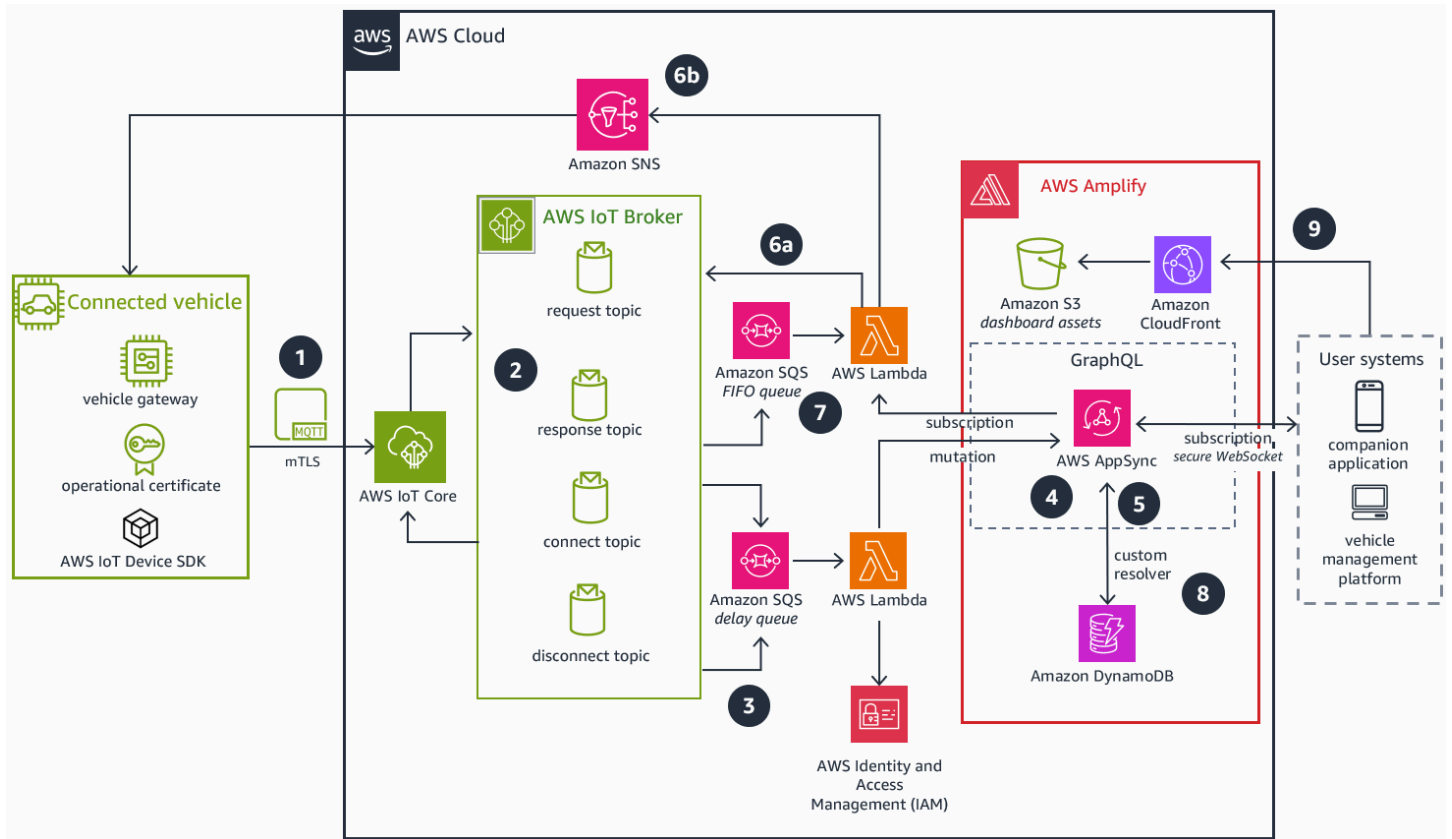 aws
AWS Cloud
6b
Amazon SNS
AWS Amplify
AWS IoT Broker
6a
9
request topic
Amazon S3
dashboard assets
Amazon
CloudFront
Connected vehicle
vehicle gateway
operational certificate
AWS IoT Device SDK
1
MQTT
mTLS
AWS IoT Core
2
response topic
connect topic
disconnect topic
Amazon SQS
FIFO queue
7
AWS Lambda
subscription
mutation
GraphQL
AWS AppSync
4
5
subscription
secure WebSocket
User systems
companion
application
vehicle
management
platform
Amazon SQS
delay queue
3
AWS Lambda
custom
resolver
8
Amazon DynamoDB
AWS Identity and
Access
Management (IAM)